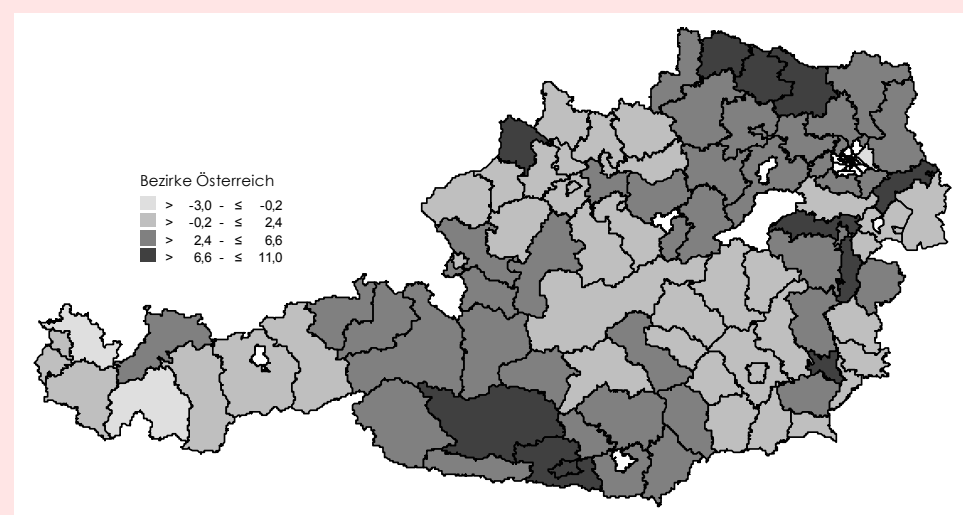 Bezirke Österreich
> -3,0 - ≤ -0,2
> -0,2 - ≤ 2,4
> 2,4 - ≤ 6,6
> 6,6 - ≤ 11,0